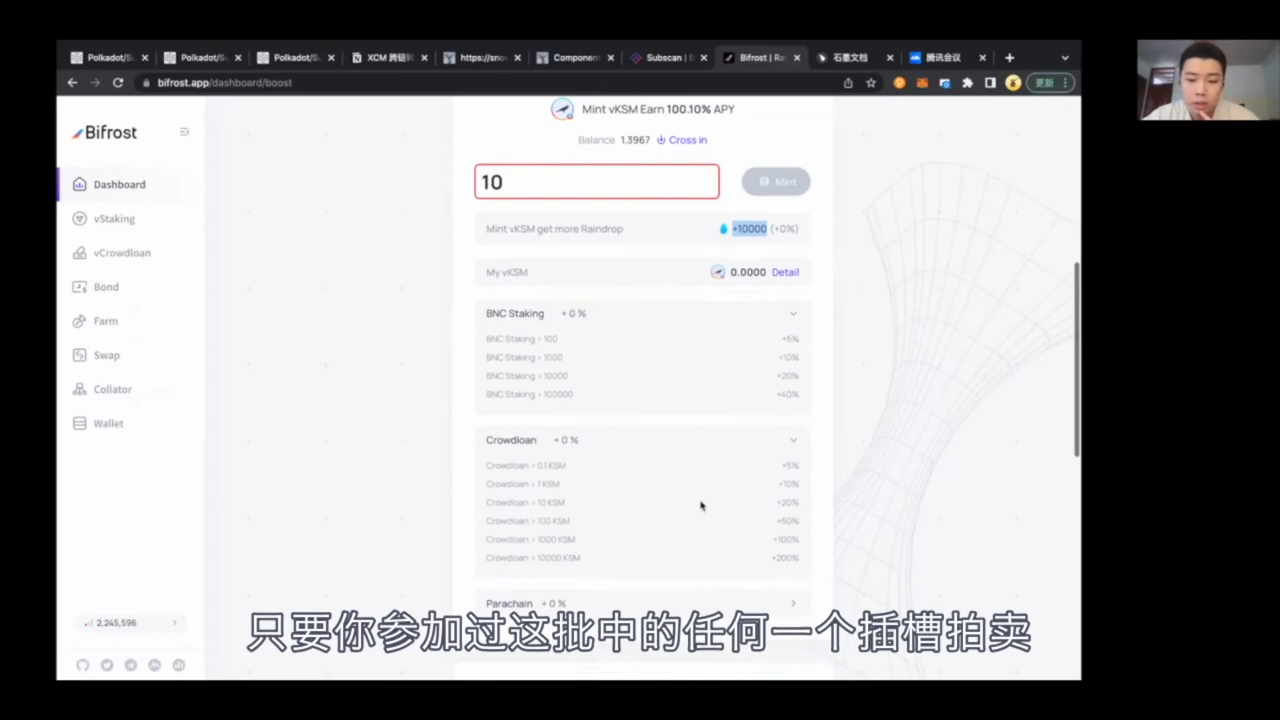 Polkadot/S
Polkadot/S
Polkadot/S
XCM 跨链
https://sno
Component
Subscan |
Bifrost | Ra
石墨文档
腾讯会议
bifrost.app/dashboard/boost
更新
Bifrost
Dashboard
vStaking
vCrowdloan
Bond
Farm
Swap
Collator
Wallet
2,245,596
Mint vKSM Earn 100.10% APY
Balance 1.3967 Cross in
10
Mint
Mint vKSM get more Raindrop +10000 (+0%)
My vKSM 0.0000 Detail
BNC Staking + 0 %
BNC Staking > 100 +5%
BNC Staking > 1000 +10%
BNC Staking > 10000 +20%
BNC Staking > 100000 +40%
Crowdloan + 0 %
Crowdloan > 0.1 KSM +5%
Crowdloan > 1 KSM +10%
Crowdloan > 10 KSM +20%
Crowdloan > 100 KSM +50%
Crowdloan > 1000 KSM +100%
Crowdloan > 10000 KSM +200%
Parachain + 0 %
只要你参加过这批中的任何一个插槽拍卖